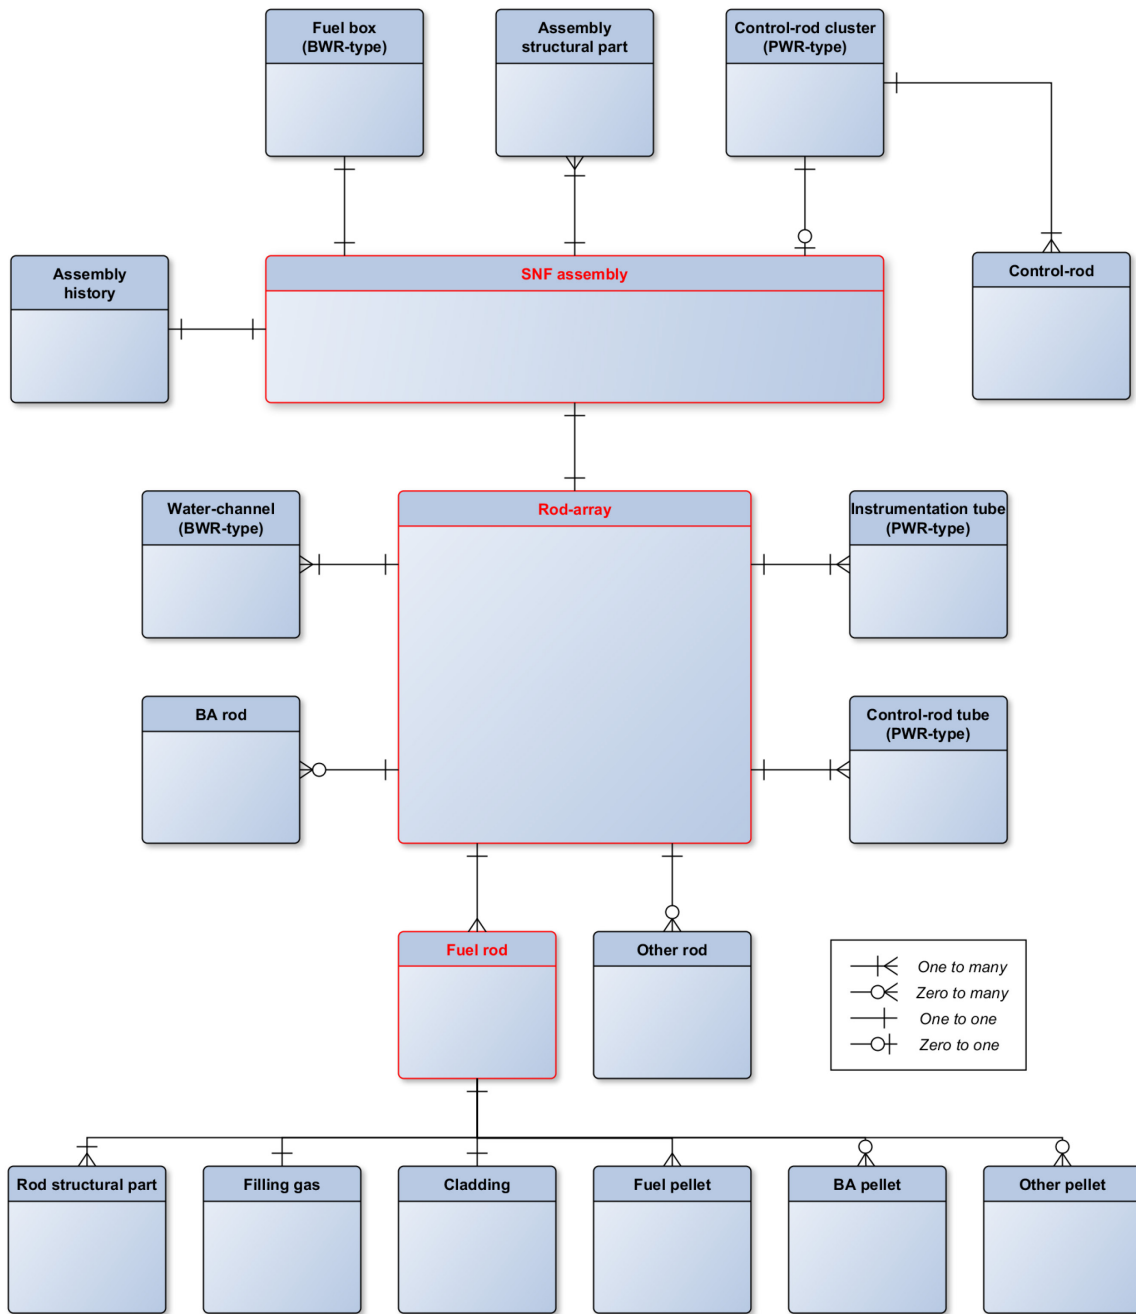 Fuel box
(BWR-type)
Assembly
structural part
Control-rod cluster
(PWR-type)
Assembly
history
SNF assembly
Control-rod
Water-channel
(BWR-type)
Rod-array
Instrumentation tube
(PWR-type)
BA rod
Control-rod tube
(PWR-type)
Fuel rod
Other rod
One to many
Zero to many
One to one
Zero to one
Rod structural part
Filling gas
Cladding
Fuel pellet
BA pellet
Other pellet